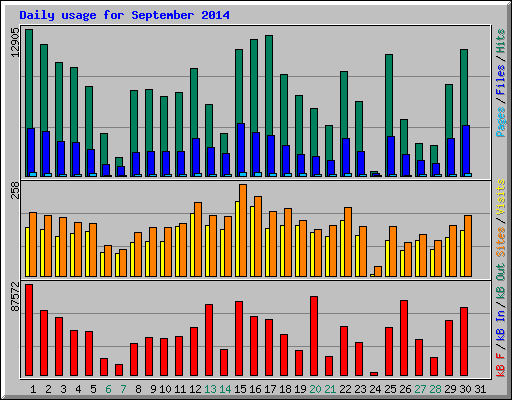 Daily usage for September 2014
12905
Pages / Files / Hits
258
Sites / Visits
87572
kB F / kB In / kB Out
1 2 3 4 5 6 7 8 9 10 11 12 13 14 15 16 17 18 19 20 21 22 23 24 25 26 27 28 29 30 31